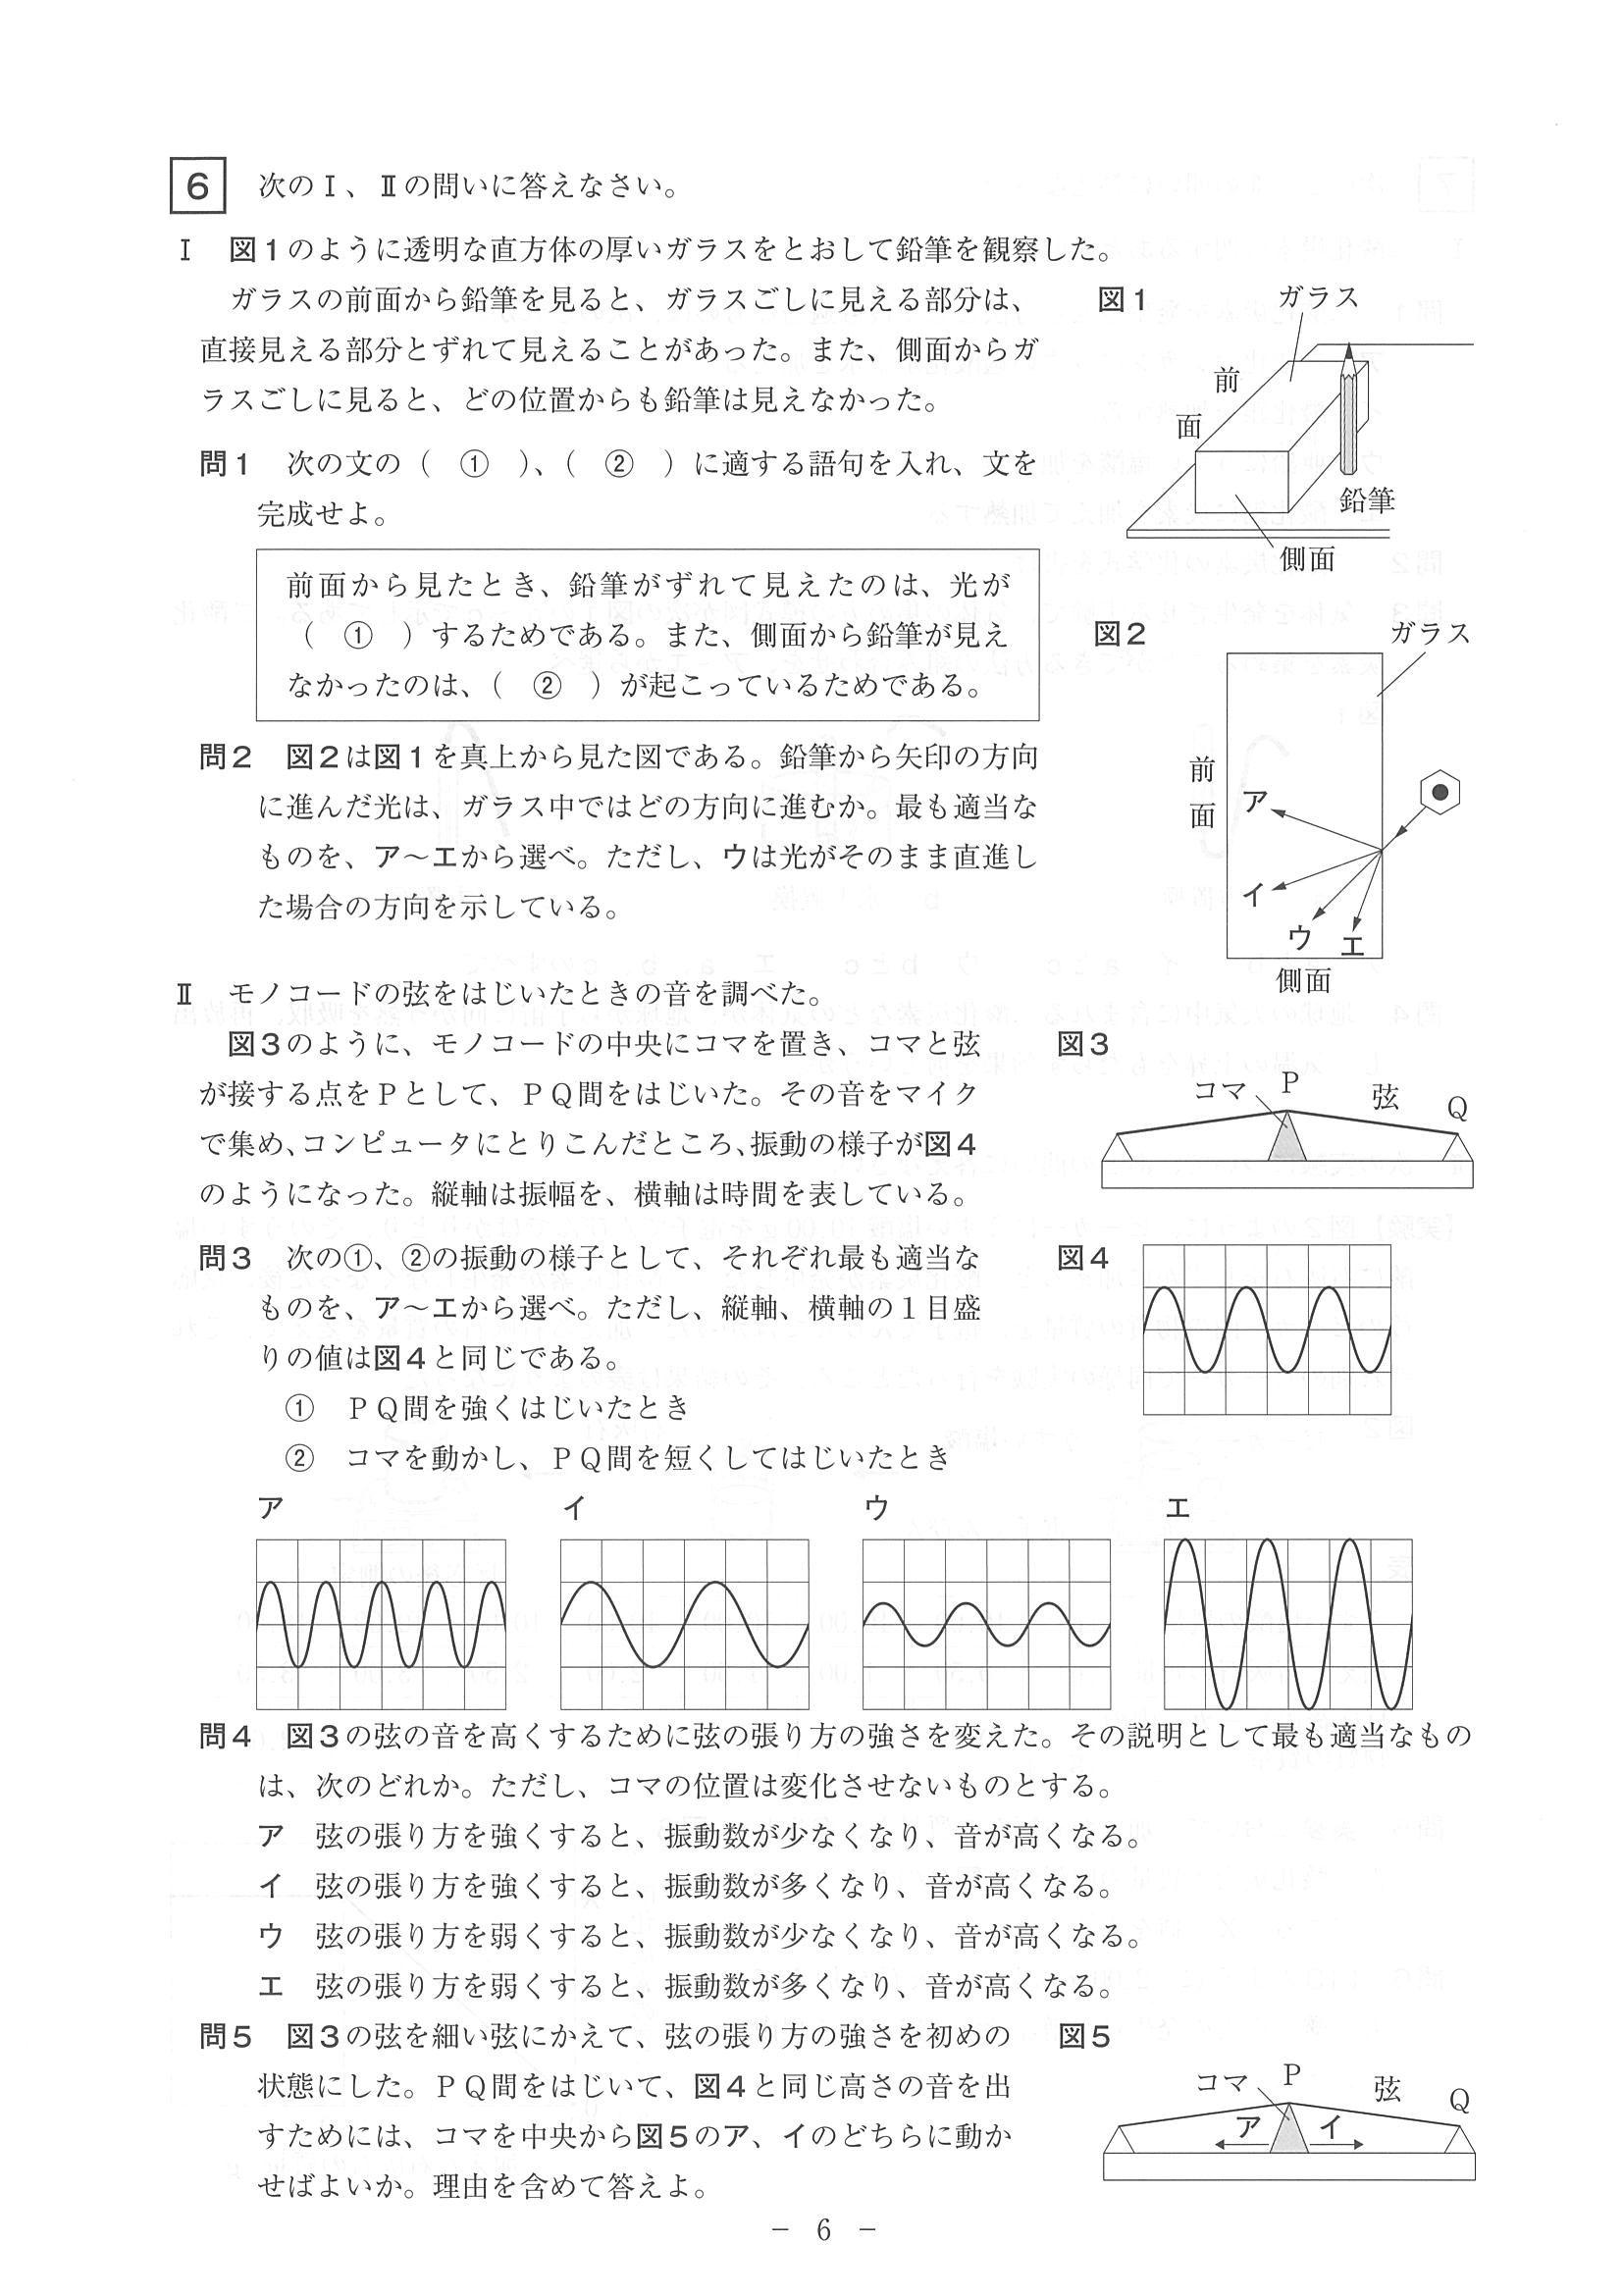 6 次のⅠ、Ⅱの問いに答えなさい。
Ⅰ 図1のように透明な直方体の厚いガラスをとおして鉛筆を観察した。
ガラスの前面から鉛筆を見ると、ガラスごしに見える部分は、
直接見える部分とずれて見えることがあった。また、側面からガ
ラスごしに見ると、どの位置からも鉛筆は見えなかった。
図1
ガラス
前
面
鉛筆
側面
問1 次の文の( ① )、( ② )に適する語句を入れ、文を
完成せよ。
前面から見たとき、鉛筆がずれて見えたのは、光が
( ① )するためである。また、側面から鉛筆が見え
なかったのは、( ② )が起こっているためである。
図2
ガラス
前
面
ア
イ
ウ
エ
側面
問2 図2は図1を真上から見た図である。鉛筆から矢印の方向
に進んだ光は、ガラス中ではどの方向に進むか。最も適当な
ものを、ア~エから選べ。ただし、ウは光がそのまま直進し
た場合の方向を示している。
Ⅱ モノコードの弦をはじいたときの音を調べた。
図3のように、モノコードの中央にコマを置き、コマと弦
が接する点をPとして、PQ間をはじいた。その音をマイク
で集め、コンピュータにとりこんだところ、振動の様子が図4
のようになった。縦軸は振幅を、横軸は時間を表している。
図3
コマ P 弦 Q
問3 次の①、②の振動の様子として、それぞれ最も適当な
ものを、ア~エから選べ。ただし、縦軸、横軸の1目盛
りの値は図4と同じである。
① PQ間を強くはじいたとき
② コマを動かし、PQ間を短くしてはじいたとき
図4
ア イ ウ エ
問4 図3の弦の音を高くするために弦の張り方の強さを変えた。その説明として最も適当なもの
は、次のどれか。ただし、コマの位置は変化させないものとする。
ア 弦の張り方を強くすると、振動数が少なくなり、音が高くなる。
イ 弦の張り方を強くすると、振動数が多くなり、音が高くなる。
ウ 弦の張り方を弱くすると、振動数が少なくなり、音が高くなる。
エ 弦の張り方を弱くすると、振動数が多くなり、音が高くなる。
問5 図3の弦を細い弦にかえて、弦の張り方の強さを初めの
状態にした。PQ間をはじいて、図4と同じ高さの音を出
すためには、コマを中央から図5のア、イのどちらに動か
せばよいか。理由を含めて答えよ。
図5
コマ P 弦 Q
ア イ
- 6 -